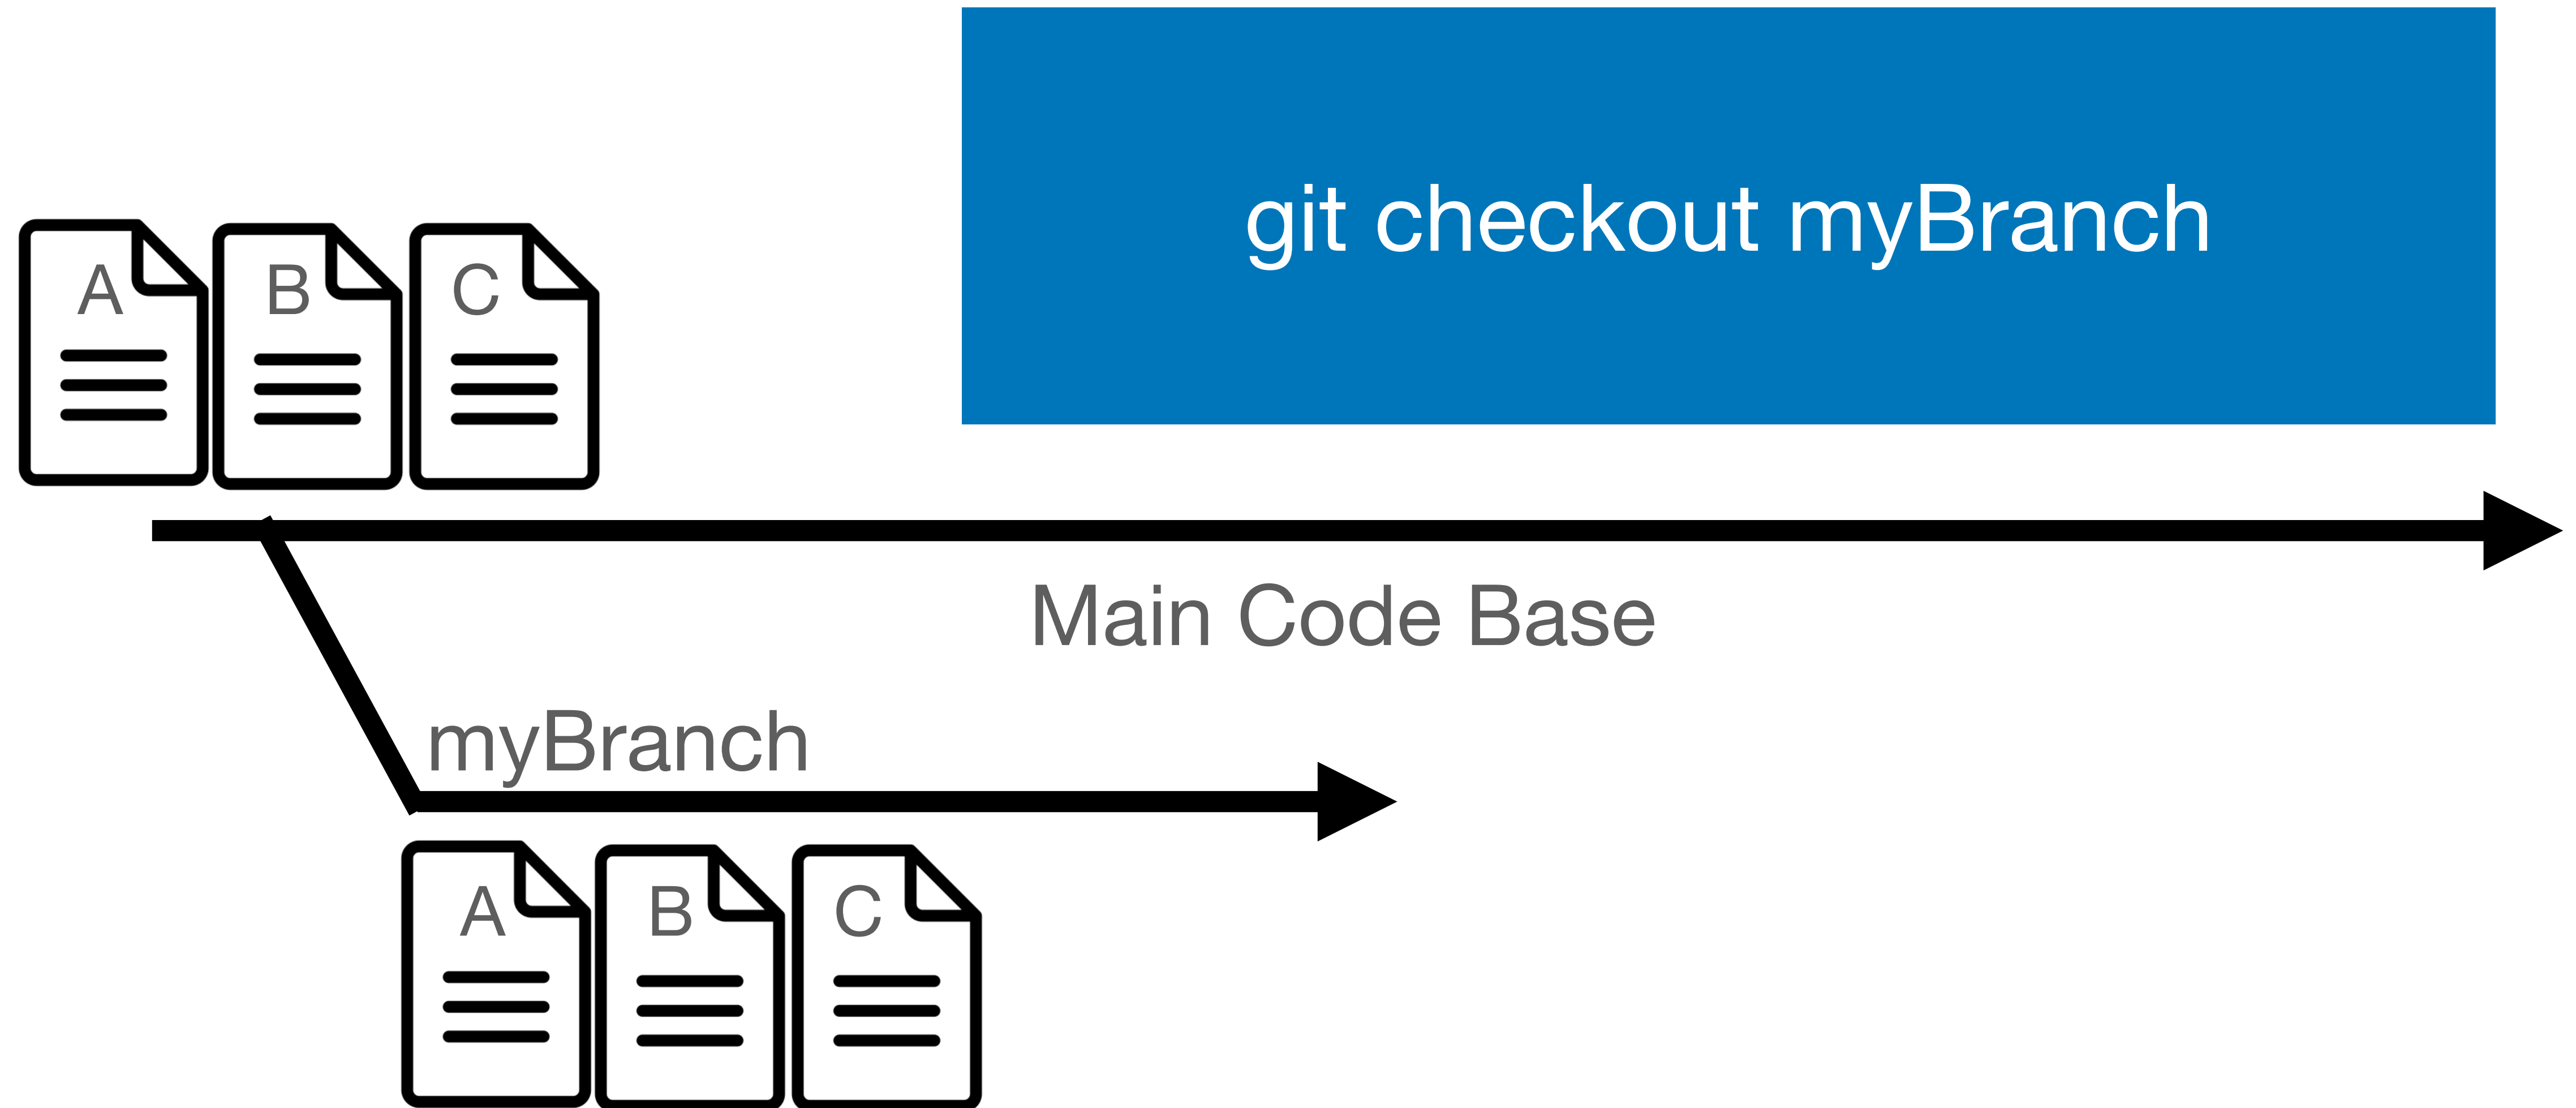 git checkout myBranch
A B C
Main Code Base
myBranch
A B C